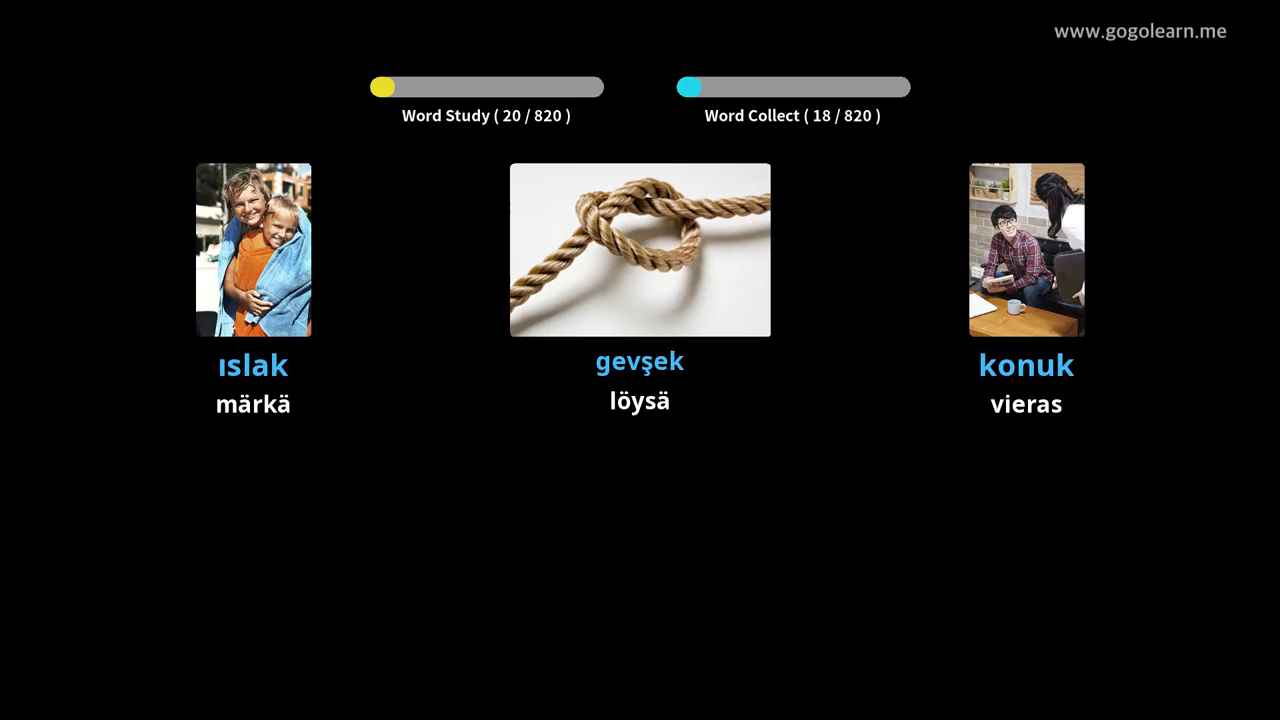 www.gogolearn.me
Word Study ( 20 / 820 )
Word Collect ( 18 / 820 )
ıslak
märkä
gevşek
löysä
konuk
vieras